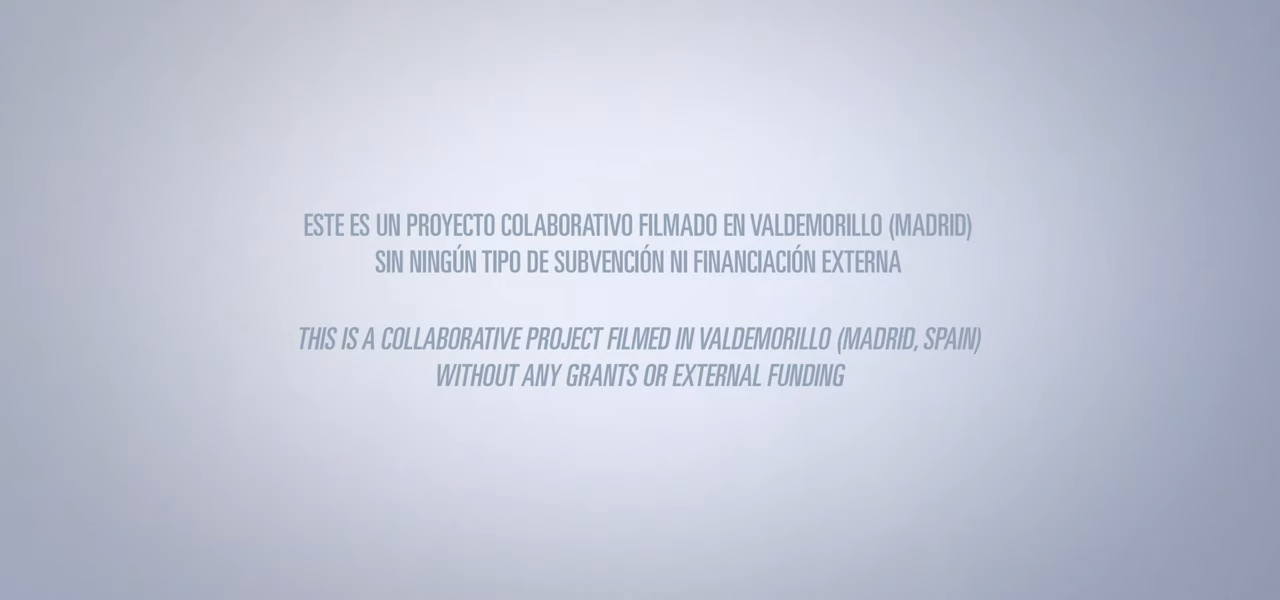 ESTE ES UN PROYECTO COLABORATIVO FILMADO EN VALDEMORILLO (MADRID)
SIN NINGÚN TIPO DE SUBVENCIÓN NI FINANCIACIÓN EXTERNA
THIS IS A COLLABORATIVE PROJECT FILMED IN VALDEMORILLO (MADRID, SPAIN)
WITHOUT ANY GRANTS OR EXTERNAL FUNDING